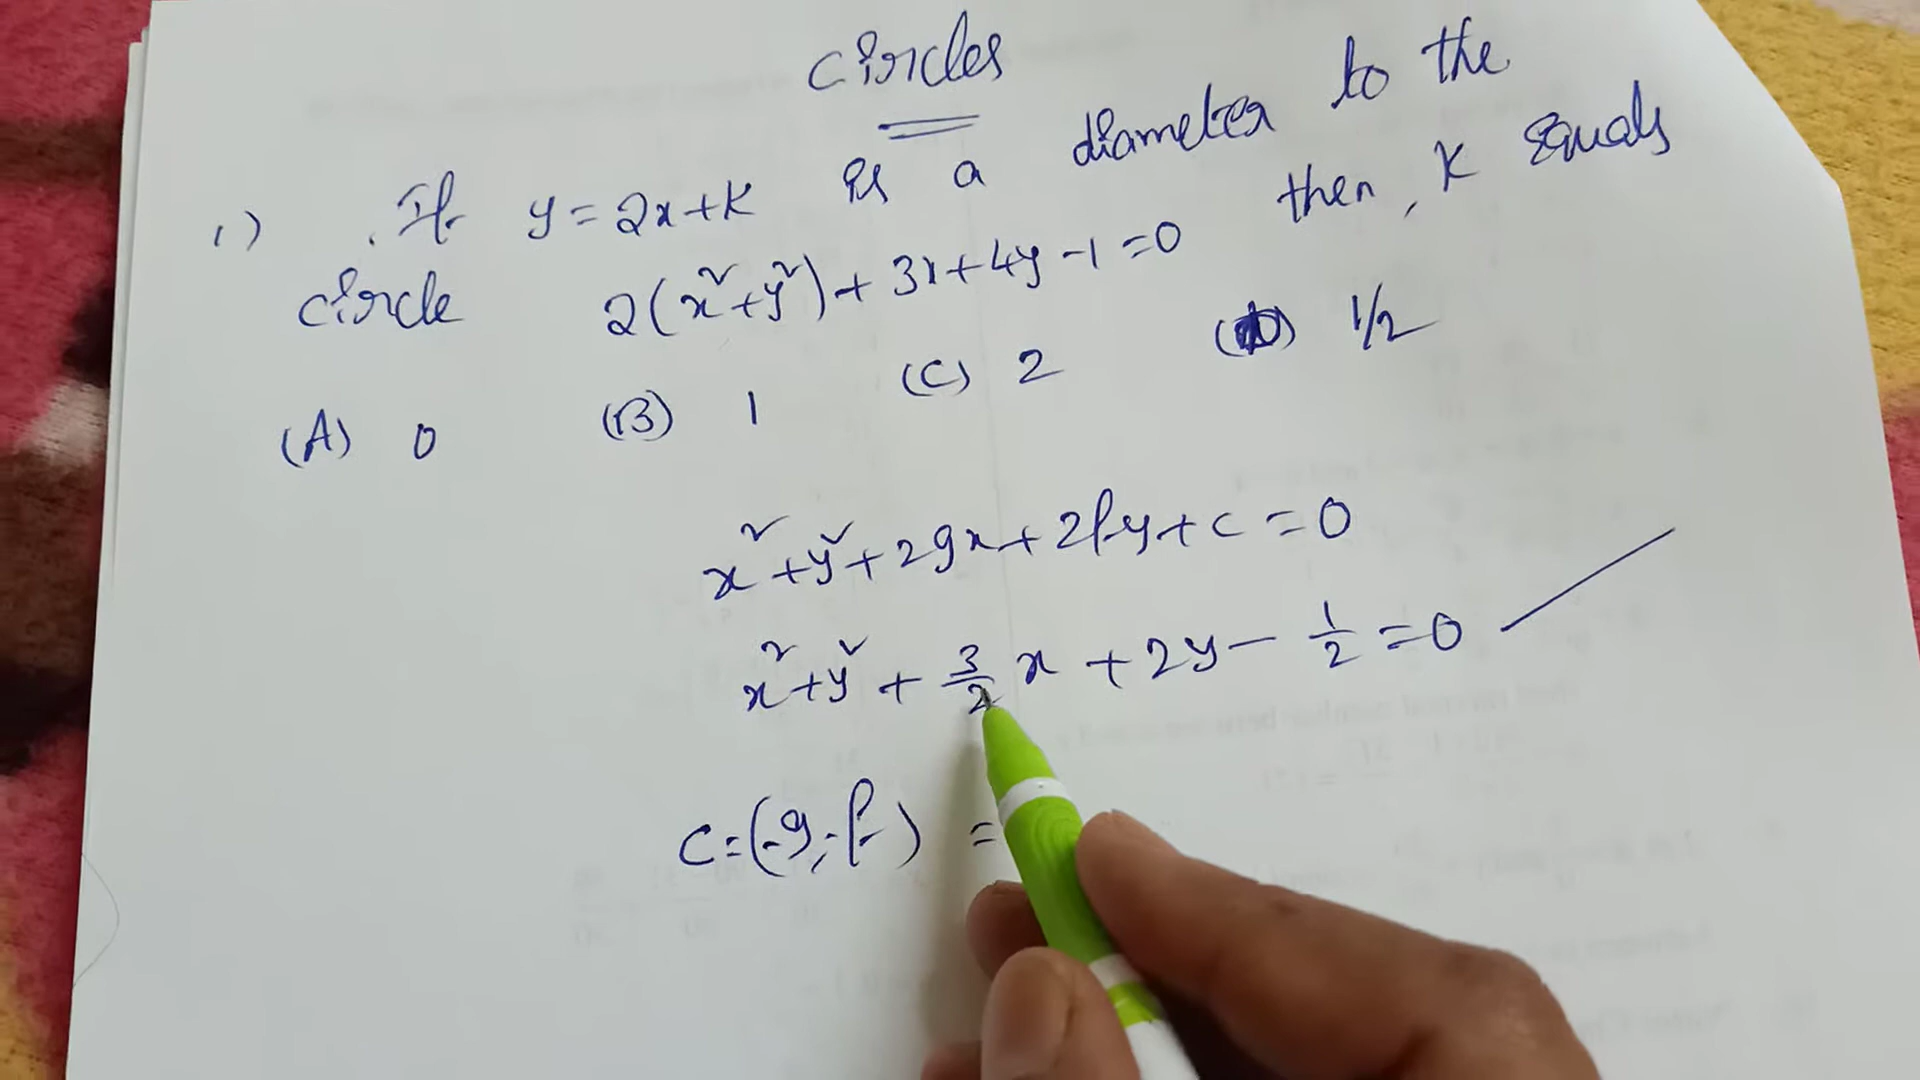 Circles
1) . If y = 2x+k is a diameter to the
circle 2(x²+y²)+3x+4y-1=0 then, k equals
(A) 0 (B) 1 (C) 2 (D) 1/2
x²+y²+2gx+2fy+c=0
x²+y²+3/2 x+2y-1/2=0
C=(-g,-f) =